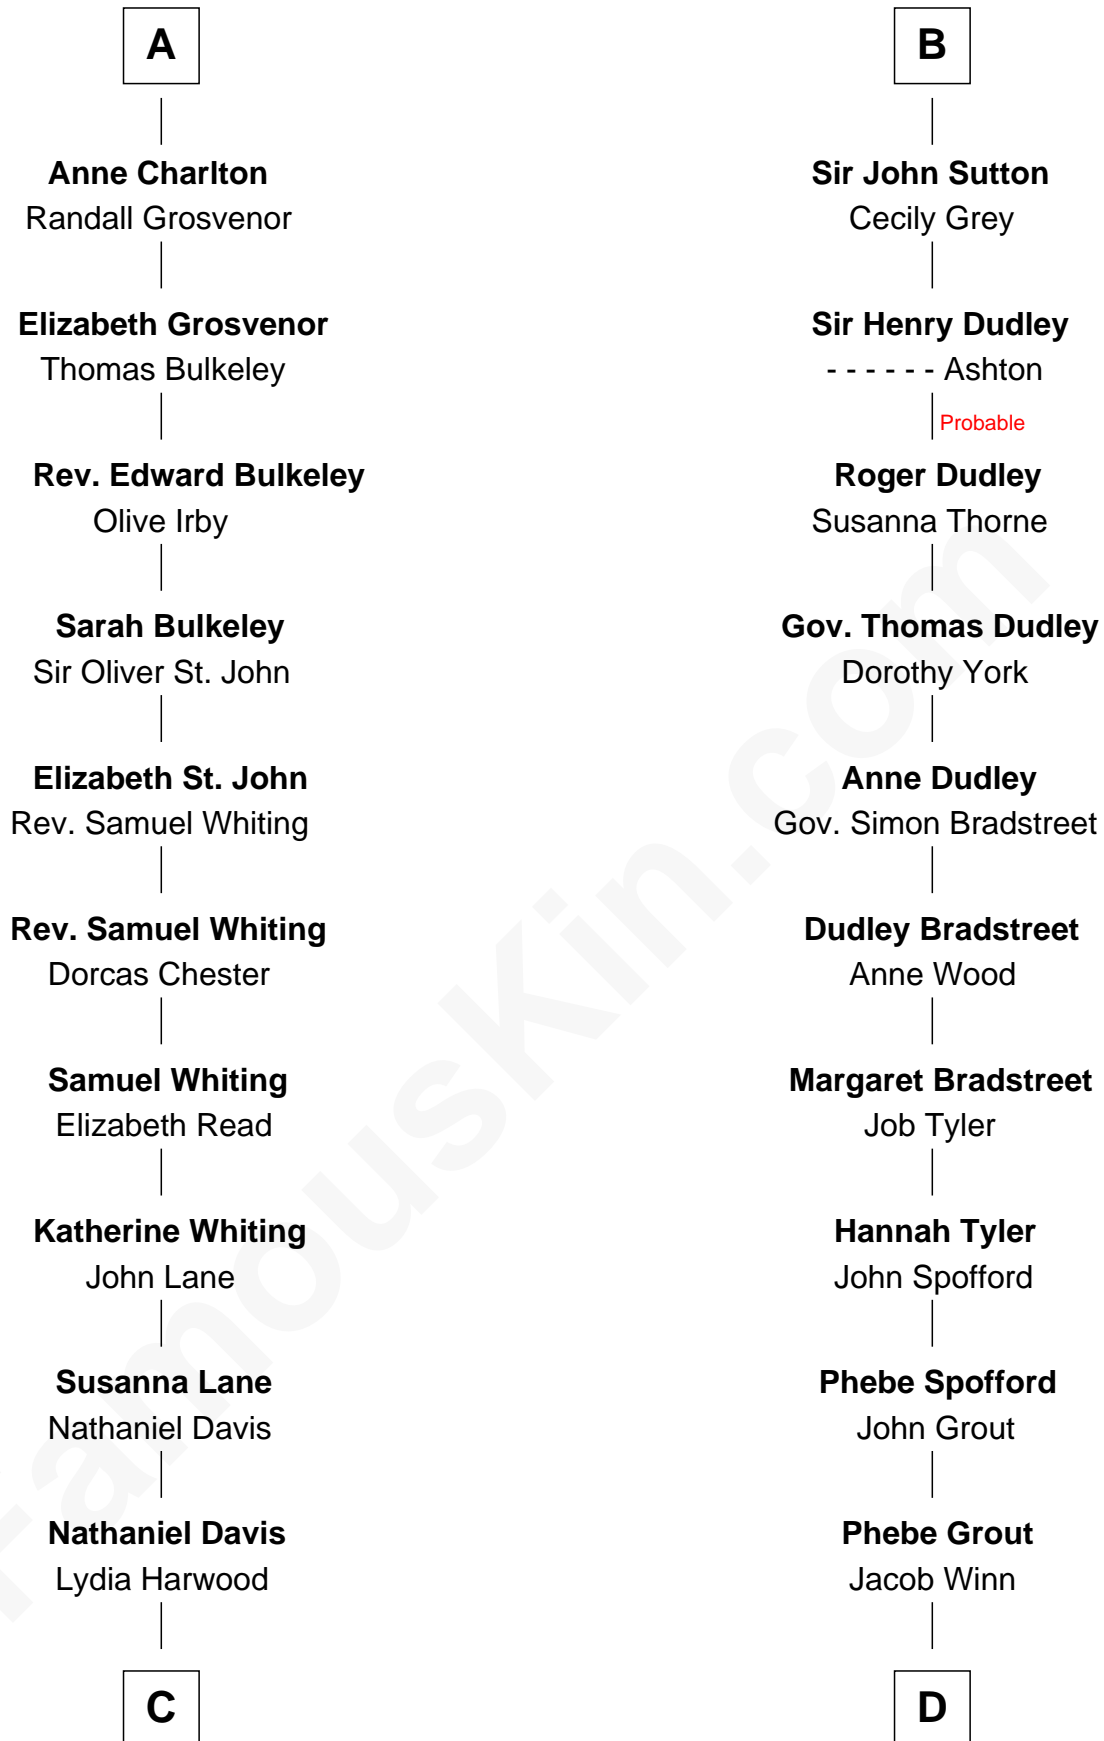 A
Anne Charlton
Randall Grosvenor
Elizabeth Grosvenor
Thomas Bulkeley
Rev. Edward Bulkeley
Olive Irby
Sarah Bulkeley
Sir Oliver St. John
Elizabeth St. John
Rev. Samuel Whiting
Rev. Samuel Whiting
Dorcas Chester
Samuel Whiting
Elizabeth Read
Katherine Whiting
John Lane
Susanna Lane
Nathaniel Davis
Nathaniel Davis
Lydia Harwood
C
B
Sir John Sutton
Cecily Grey
Sir Henry Dudley
- - - - - - Ashton
Probable
Roger Dudley
Susanna Thorne
Gov. Thomas Dudley
Dorothy York
Anne Dudley
Gov. Simon Bradstreet
Dudley Bradstreet
Anne Wood
Margaret Bradstreet
Job Tyler
Hannah Tyler
John Spofford
Phebe Spofford
John Grout
Phebe Grout
Jacob Winn
D
FamousKin.com